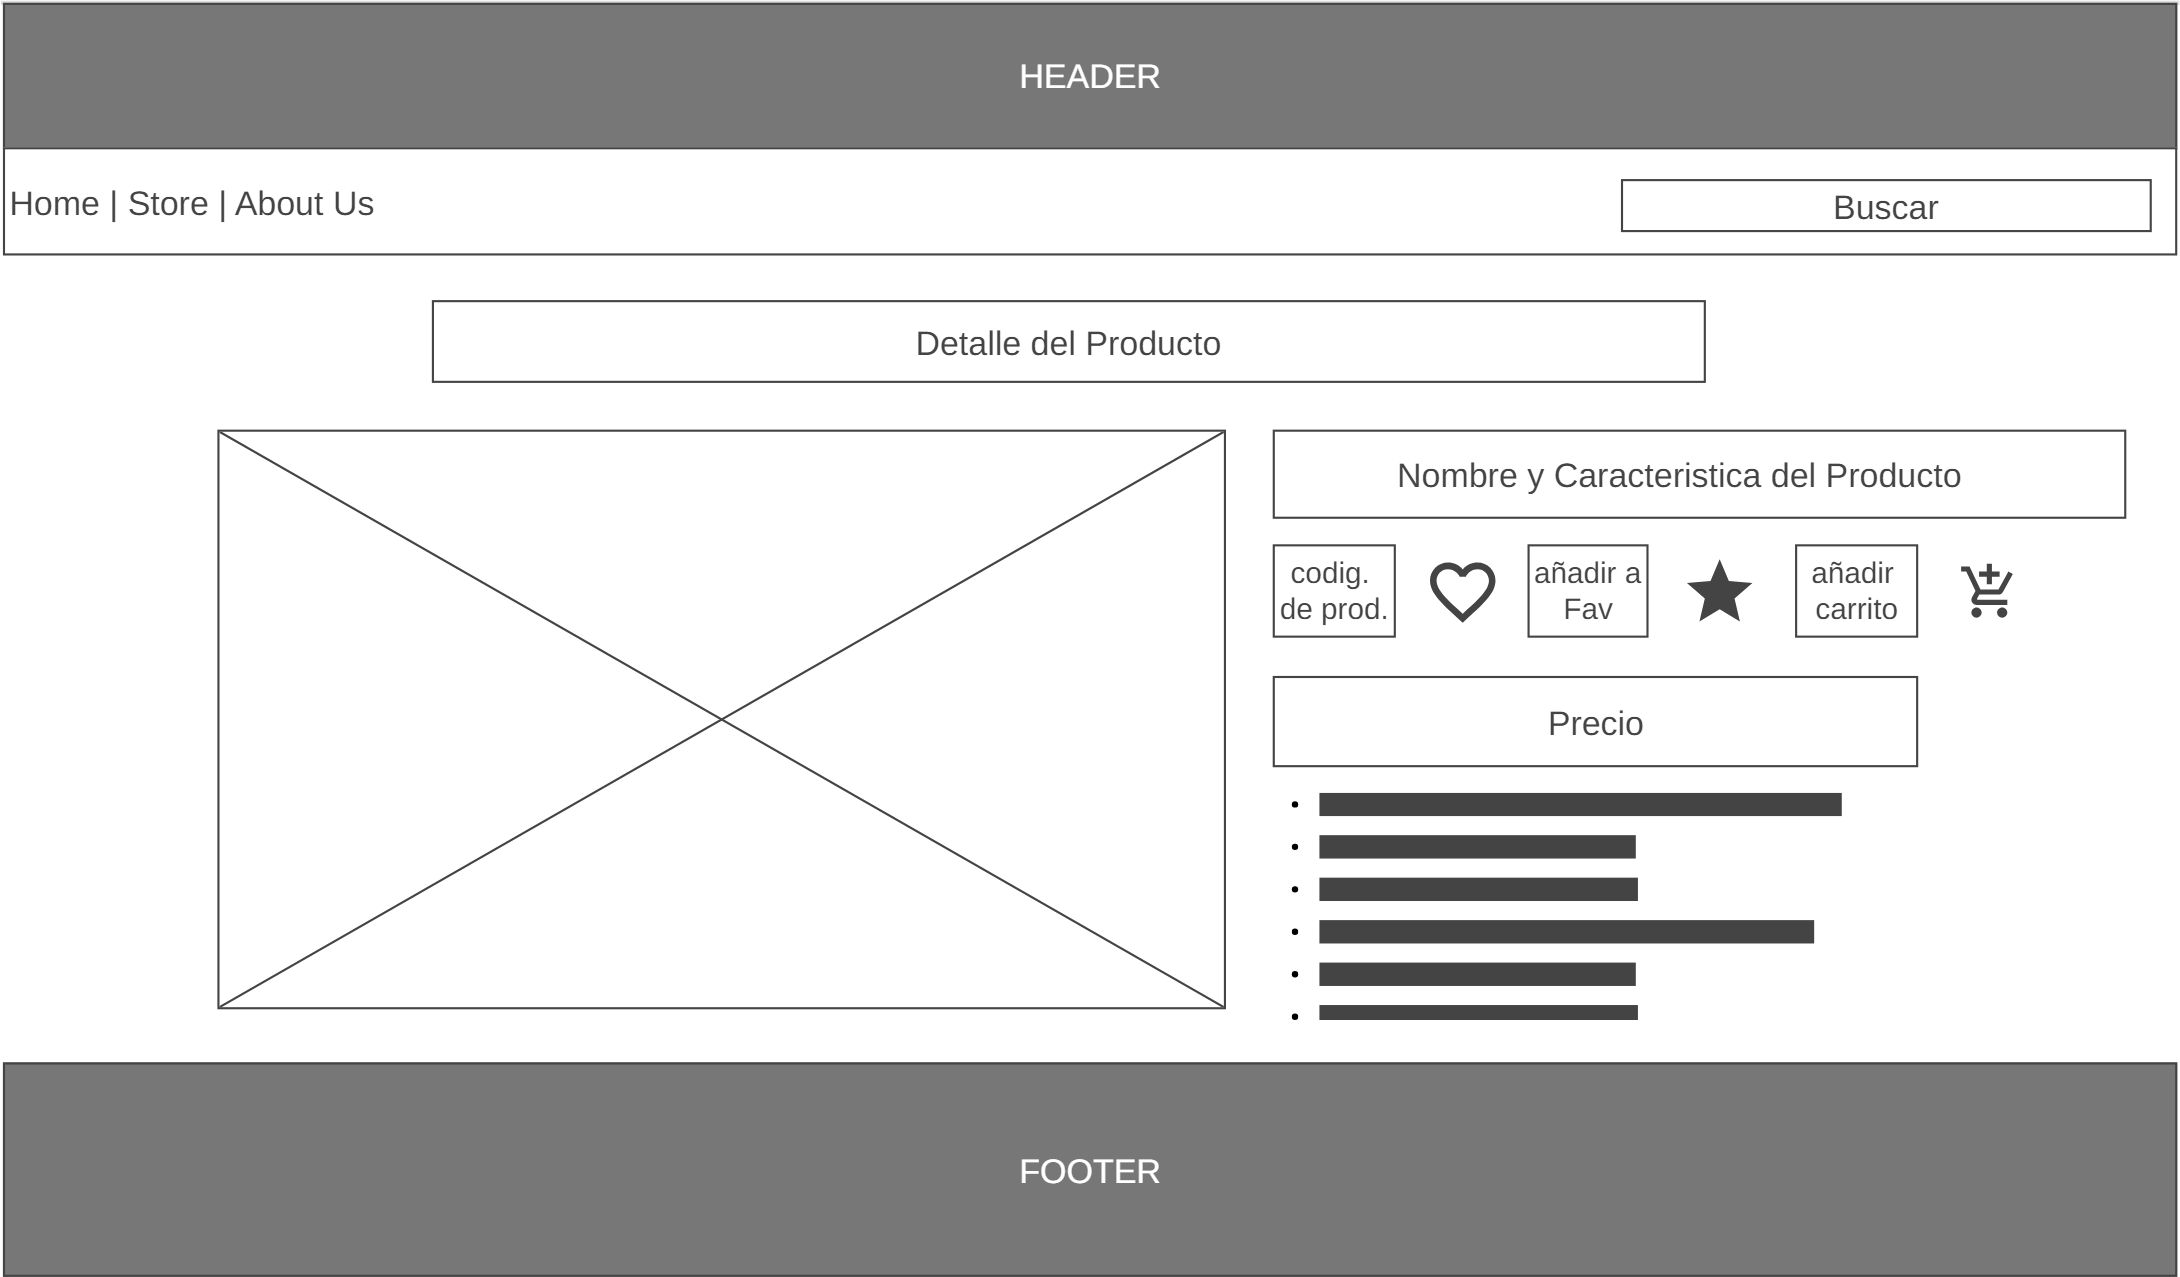 HEADER
Home | Store | About Us
Buscar
Detalle del Producto
Nombre y Caracteristica del Producto
codig.
de prod.
añadir a
Fav
añadir
carrito
Precio
FOOTER